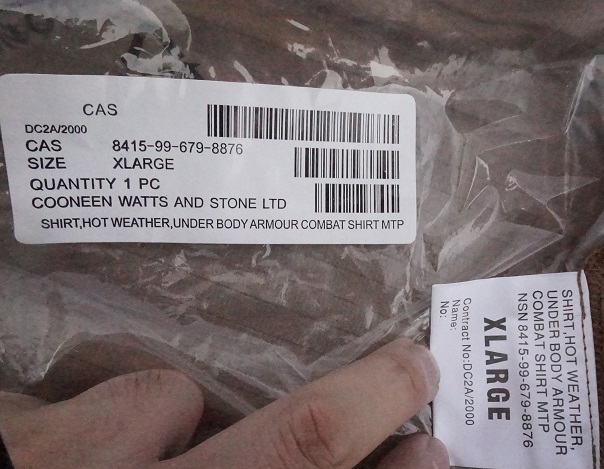 CAS
DC2A/2000
CAS 8415-99-679-8876
SIZE XLARGE
QUANTITY 1 PC
COONEEN WATTS AND STONE LTD
SHIRT,HOT WEATHER,UNDER BODY ARMOUR COMBAT SHIRT MTP
SHIRT,HOT WEATHER,
UNDER BODY ARMOUR
COMBAT SHIRT MTP
NSN 8415-99-679-8876
XLARGE
Contract No:DC2A/2000
Name:
No: